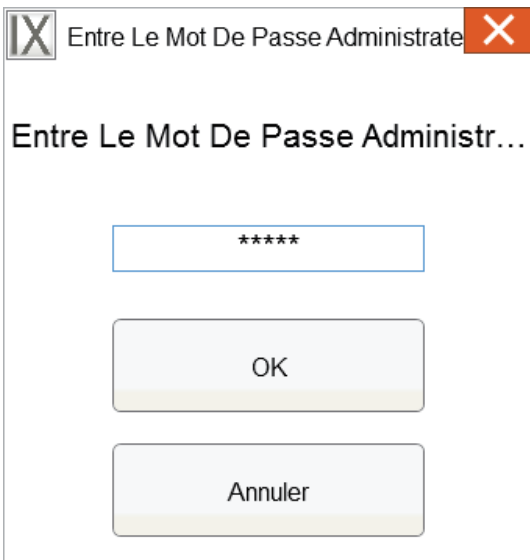 IX Entre Le Mot De Passe Administrate
Entre Le Mot De Passe Administr...
*****
OK
Annuler